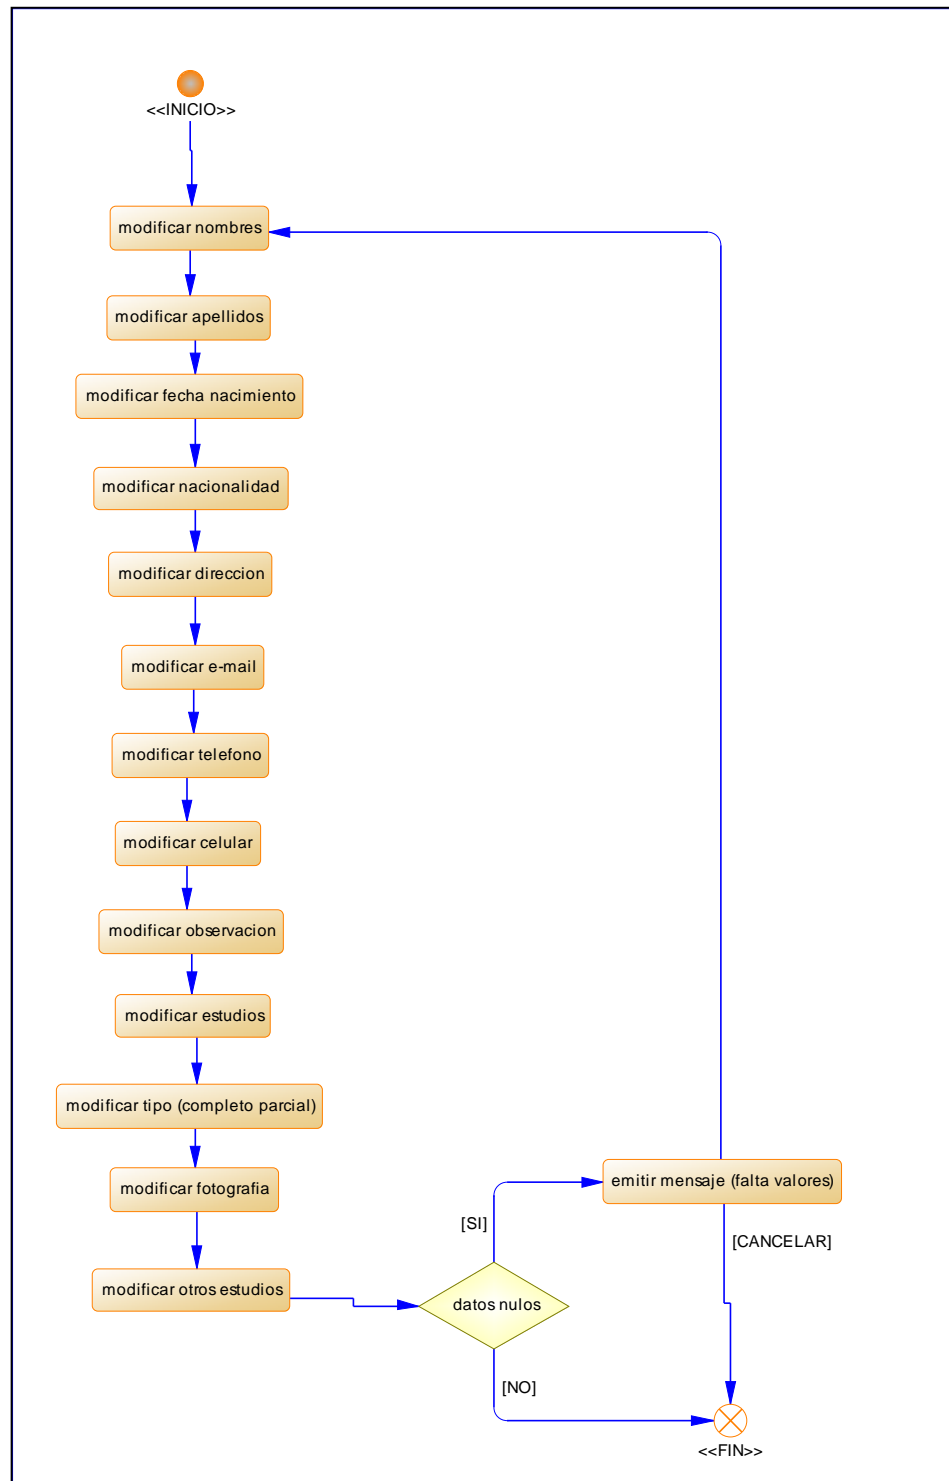 <<INICIO>>
modificar nombres
modificar apellidos
modificar fecha nacimiento
modificar nacionalidad
modificar direccion
modificar e-mail
modificar telefono
modificar celular
modificar observacion
modificar estudios
modificar tipo (completo parcial)
modificar fotografia
modificar otros estudios
datos nulos
[SI]
emitir mensaje (falta valores)
[CANCELAR]
[NO]
<<FIN>>